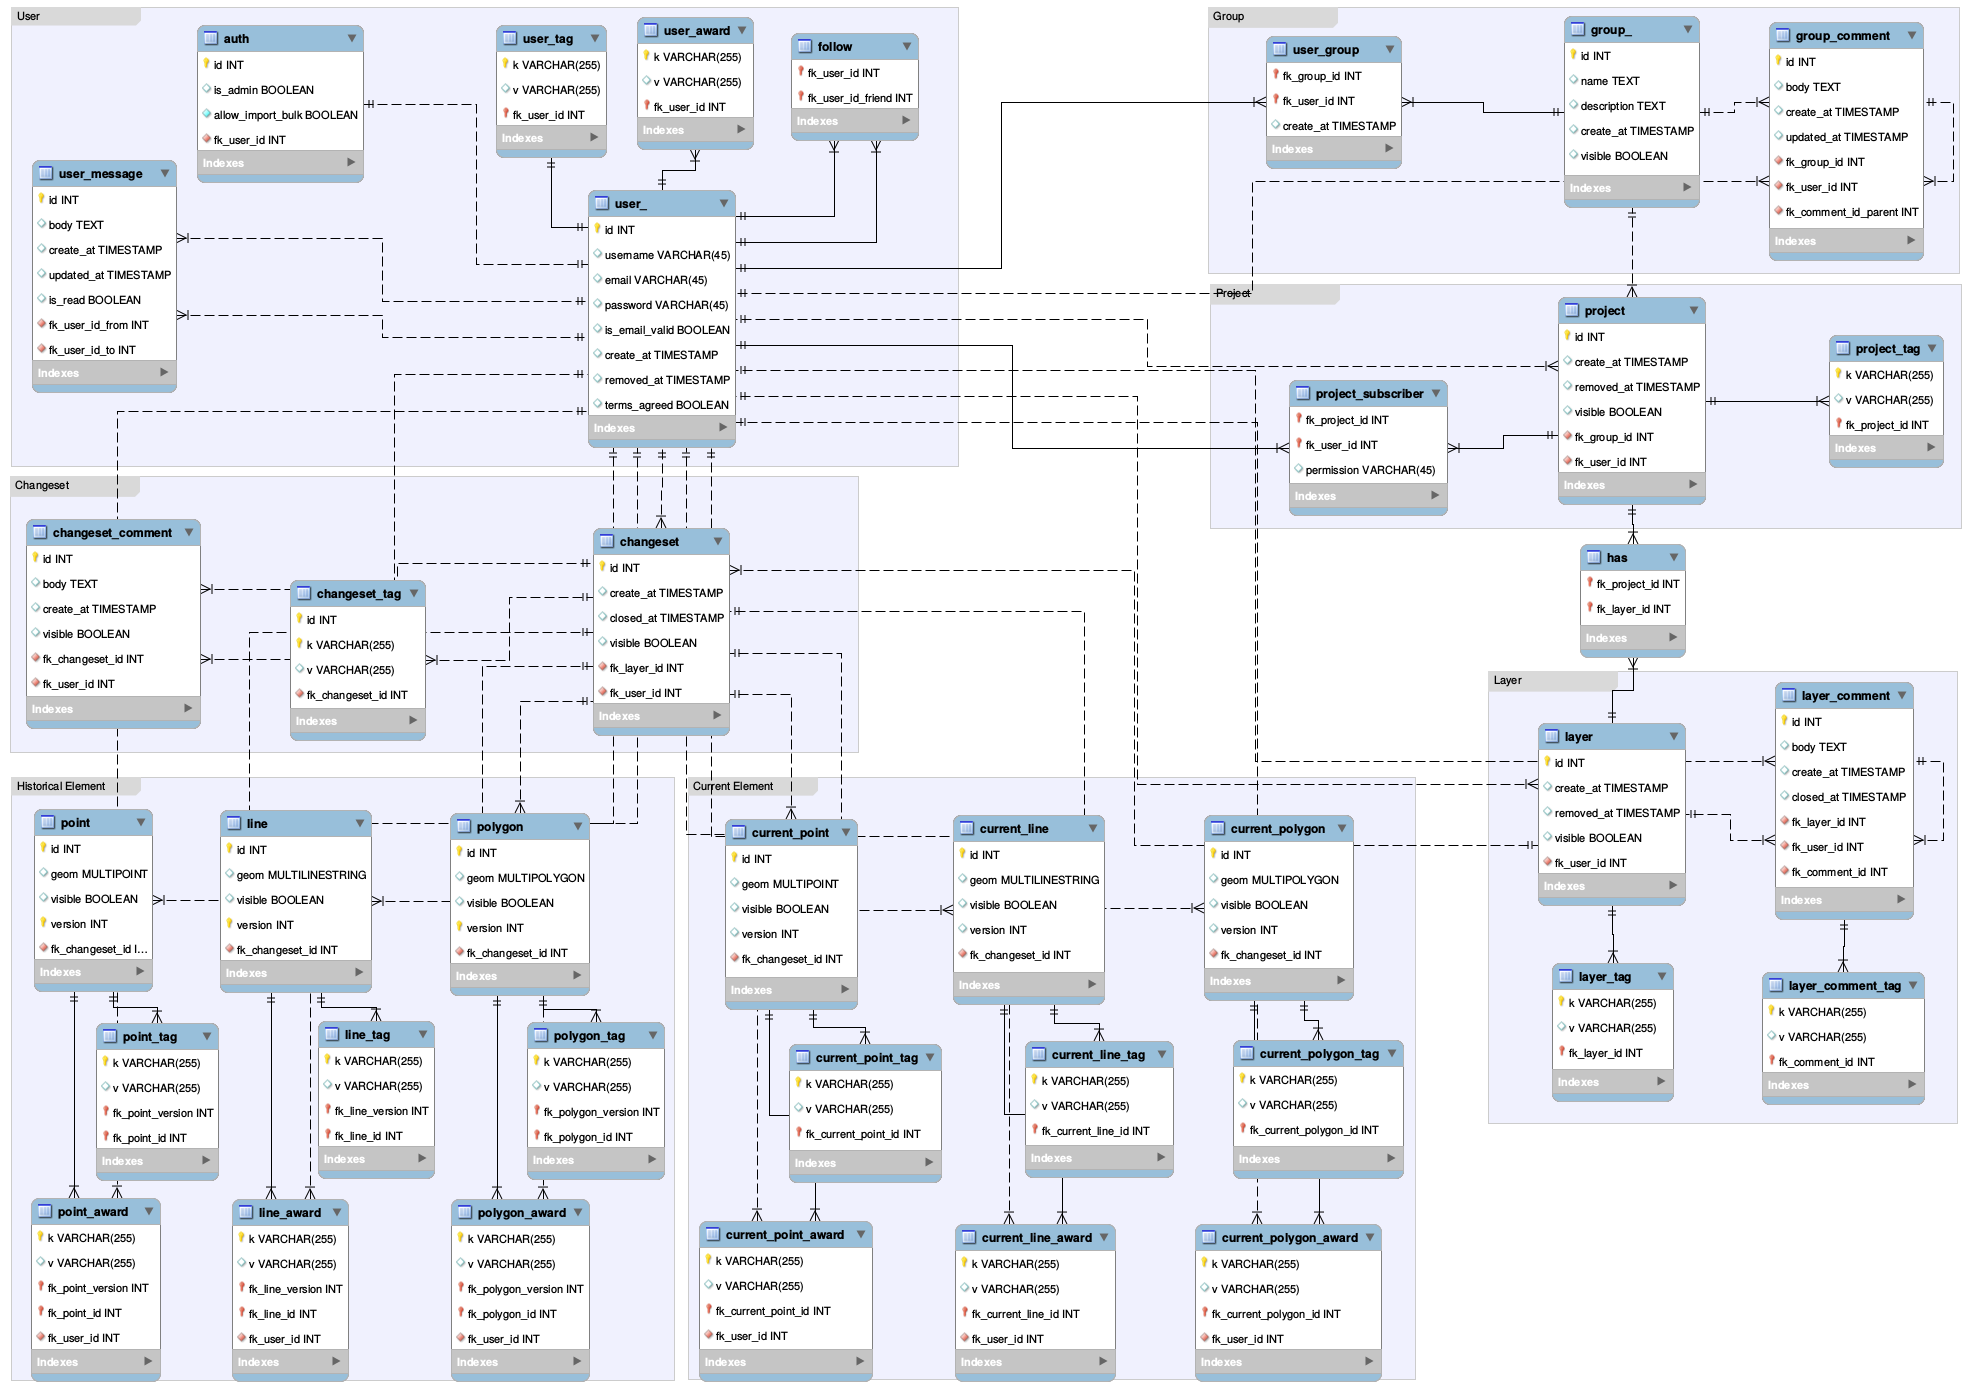 User
auth
id INT
is_admin BOOLEAN
allow_import_bulk BOOLEAN
fk_user_id INT
Indexes
user_tag
k VARCHAR(255)
v VARCHAR(255)
fk_user_id INT
Indexes
user_award
k VARCHAR(255)
v VARCHAR(255)
fk_user_id INT
Indexes
follow
fk_user_id INT
fk_user_id_friend INT
Indexes
user_message
id INT
body TEXT
create_at TIMESTAMP
updated_at TIMESTAMP
is_read BOOLEAN
fk_user_id_from INT
fk_user_id_to INT
Indexes
user_
id INT
username VARCHAR(45)
email VARCHAR(45)
password VARCHAR(45)
is_email_valid BOOLEAN
create_at TIMESTAMP
removed_at TIMESTAMP
terms_agreed BOOLEAN
Indexes
Group
user_group
fk_group_id INT
fk_user_id INT
create_at TIMESTAMP
Indexes
group_
id INT
name TEXT
description TEXT
create_at TIMESTAMP
visible BOOLEAN
Indexes
group_comment
id INT
body TEXT
create_at TIMESTAMP
updated_at TIMESTAMP
fk_group_id INT
fk_user_id INT
fk_comment_id_parent INT
Indexes
Project
project
id INT
create_at TIMESTAMP
removed_at TIMESTAMP
visible BOOLEAN
fk_group_id INT
fk_user_id INT
Indexes
project_tag
k VARCHAR(255)
v VARCHAR(255)
fk_project_id INT
Indexes
project_subscriber
fk_project_id INT
fk_user_id INT
permission VARCHAR(45)
Indexes
has
fk_project_id INT
fk_layer_id INT
Indexes
Changeset
changeset_comment
id INT
body TEXT
create_at TIMESTAMP
visible BOOLEAN
fk_changeset_id INT
fk_user_id INT
Indexes
changeset_tag
id INT
k VARCHAR(255)
v VARCHAR(255)
fk_changeset_id INT
Indexes
changeset
id INT
create_at TIMESTAMP
closed_at TIMESTAMP
visible BOOLEAN
fk_layer_id INT
fk_user_id INT
Indexes
Layer
layer
id INT
create_at TIMESTAMP
removed_at TIMESTAMP
visible BOOLEAN
fk_user_id INT
Indexes
layer_comment
id INT
body TEXT
create_at TIMESTAMP
closed_at TIMESTAMP
fk_layer_id INT
fk_user_id INT
fk_comment_id INT
Indexes
layer_tag
k VARCHAR(255)
v VARCHAR(255)
fk_layer_id INT
Indexes
layer_comment_tag
k VARCHAR(255)
v VARCHAR(255)
fk_comment_id INT
Indexes
Historical Element
point
id INT
geom MULTIPOINT
visible BOOLEAN
version INT
fk_changeset_id I...
Indexes
line
id INT
geom MULTILINESTRING
visible BOOLEAN
version INT
fk_changeset_id INT
Indexes
polygon
id INT
geom MULTIPOLYGON
visible BOOLEAN
version INT
fk_changeset_id INT
Indexes
point_tag
k VARCHAR(255)
v VARCHAR(255)
fk_point_version INT
fk_point_id INT
Indexes
line_tag
k VARCHAR(255)
v VARCHAR(255)
fk_line_version INT
fk_line_id INT
Indexes
polygon_tag
k VARCHAR(255)
v VARCHAR(255)
fk_polygon_version INT
fk_polygon_id INT
Indexes
point_award
k VARCHAR(255)
v VARCHAR(255)
fk_point_version INT
fk_point_id INT
fk_user_id INT
Indexes
line_award
k VARCHAR(255)
v VARCHAR(255)
fk_line_version INT
fk_line_id INT
fk_user_id INT
Indexes
polygon_award
k VARCHAR(255)
v VARCHAR(255)
fk_polygon_version INT
fk_polygon_id INT
fk_user_id INT
Indexes
Current Element
current_point
id INT
geom MULTIPOINT
visible BOOLEAN
version INT
fk_changeset_id INT
Indexes
current_line
id INT
geom MULTILINESTRING
visible BOOLEAN
version INT
fk_changeset_id INT
Indexes
current_polygon
id INT
geom MULTIPOLYGON
visible BOOLEAN
version INT
fk_changeset_id INT
Indexes
current_point_tag
k VARCHAR(255)
v VARCHAR(255)
fk_current_point_id INT
Indexes
current_line_tag
k VARCHAR(255)
v VARCHAR(255)
fk_current_line_id INT
Indexes
current_polygon_tag
k VARCHAR(255)
v VARCHAR(255)
fk_current_polygon_id INT
Indexes
current_point_award
k VARCHAR(255)
v VARCHAR(255)
fk_current_point_id INT
fk_user_id INT
Indexes
current_line_award
k VARCHAR(255)
v VARCHAR(255)
fk_current_line_id INT
fk_user_id INT
Indexes
current_polygon_award
k VARCHAR(255)
v VARCHAR(255)
fk_current_polygon_id INT
fk_user_id INT
Indexes